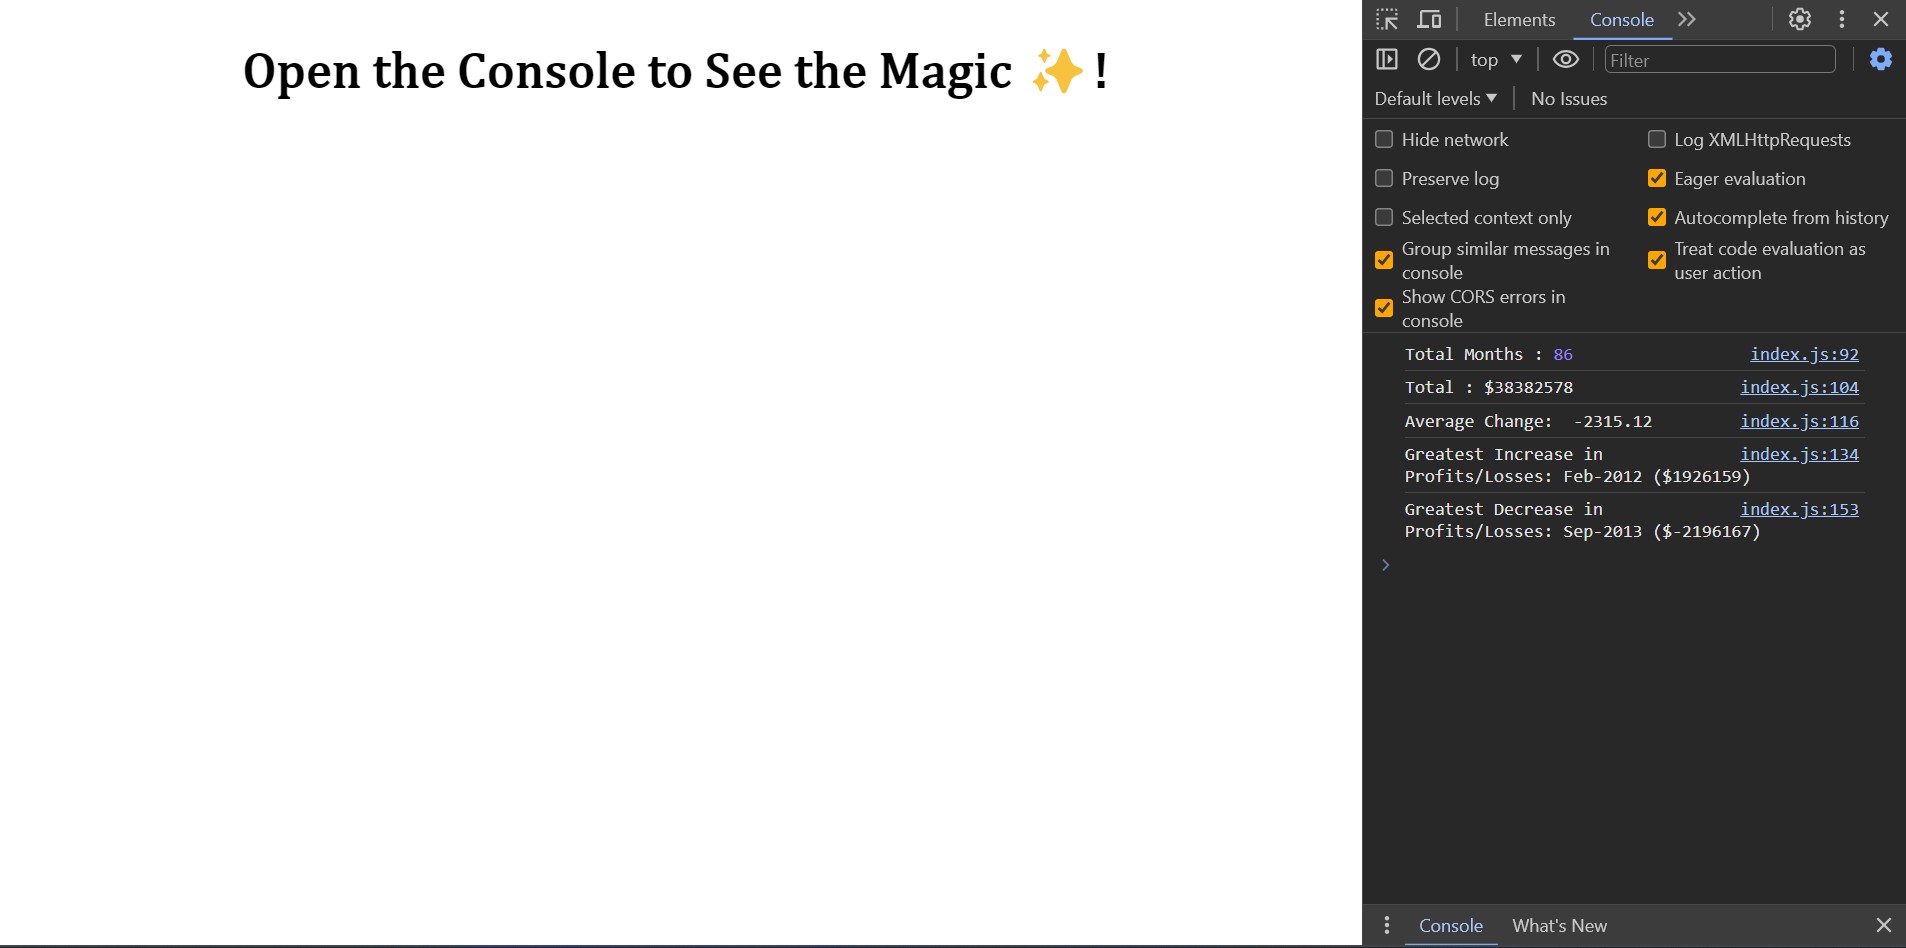 Open the Console to See the Magic ✨!
Elements Console
top Filter
Default levels No Issues
Hide network Log XMLHttpRequests
Preserve log Eager evaluation
Selected context only Autocomplete from history
Group similar messages in
console
Treat code evaluation as
user action
Show CORS errors in
console
Total Months : 86 index.js:92
Total : $38382578 index.js:104
Average Change:  -2315.12 index.js:116
Greatest Increase in index.js:134
Profits/Losses: Feb-2012 ($1926159)
Greatest Decrease in index.js:153
Profits/Losses: Sep-2013 ($-2196167)
Console What's New